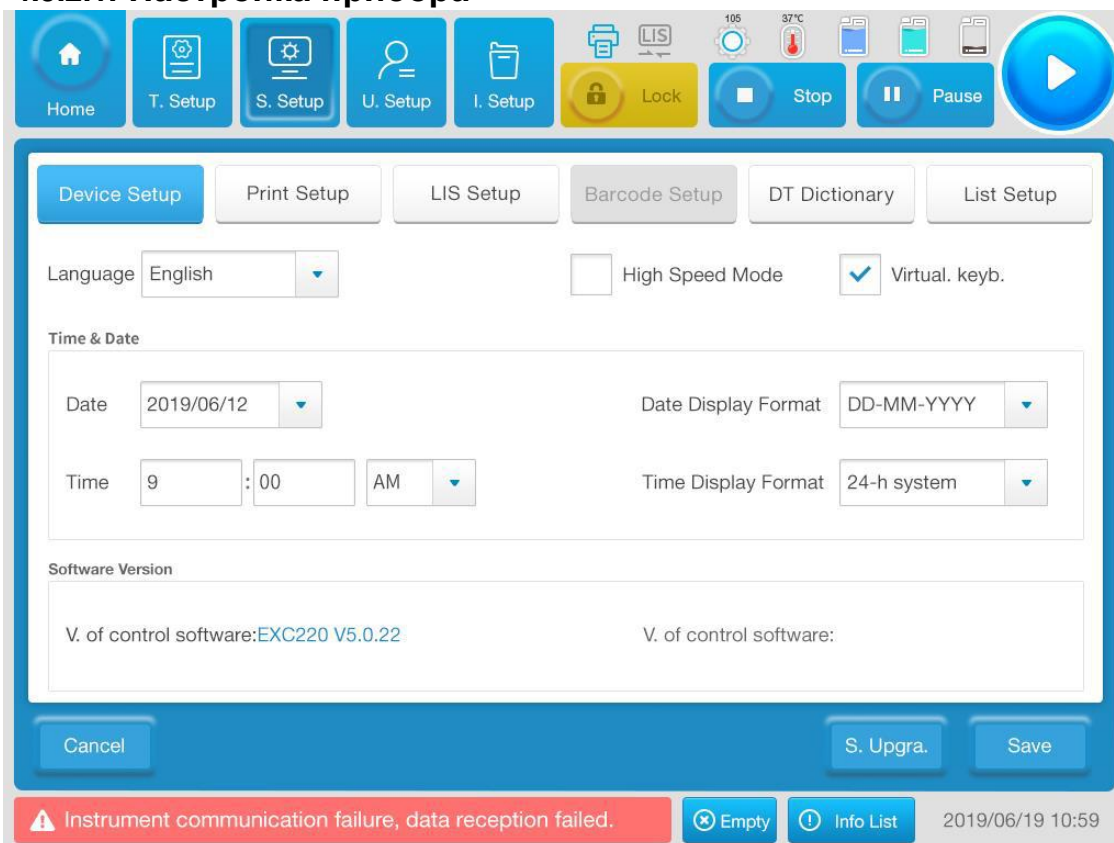 Настройка прибора
105 37°C
LIS
Home T. Setup S. Setup U. Setup I. Setup Lock Stop Pause
Device Setup Print Setup LIS Setup Barcode Setup DT Dictionary List Setup
Language English High Speed Mode Virtual. keyb.
Time & Date
Date 2019/06/12 Date Display Format DD-MM-YYYY
Time 9 : 00 AM Time Display Format 24-h system
Software Version
V. of control software:EXC220 V5.0.22 V. of control software:
Cancel S. Upgra. Save
Instrument communication failure, data reception failed. Empty Info List 2019/06/19 10:59